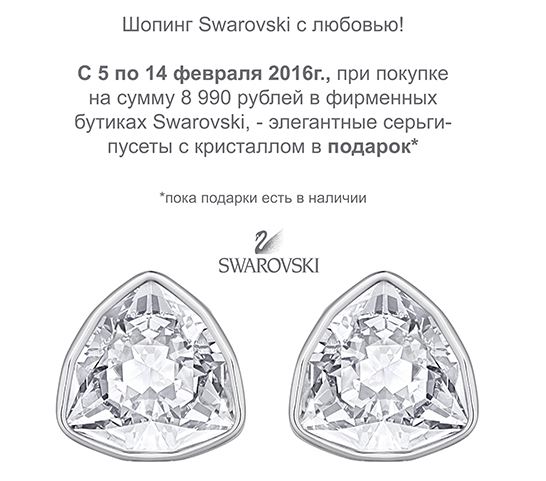 Шопинг Swarovski с любовью!
С 5 по 14 февраля 2016г., при покупке
на сумму 8 990 рублей в фирменных
бутиках Swarovski, - элегантные серьги-
пусеты с кристаллом в подарок*
*пока подарки есть в наличии
SWAROVSKI